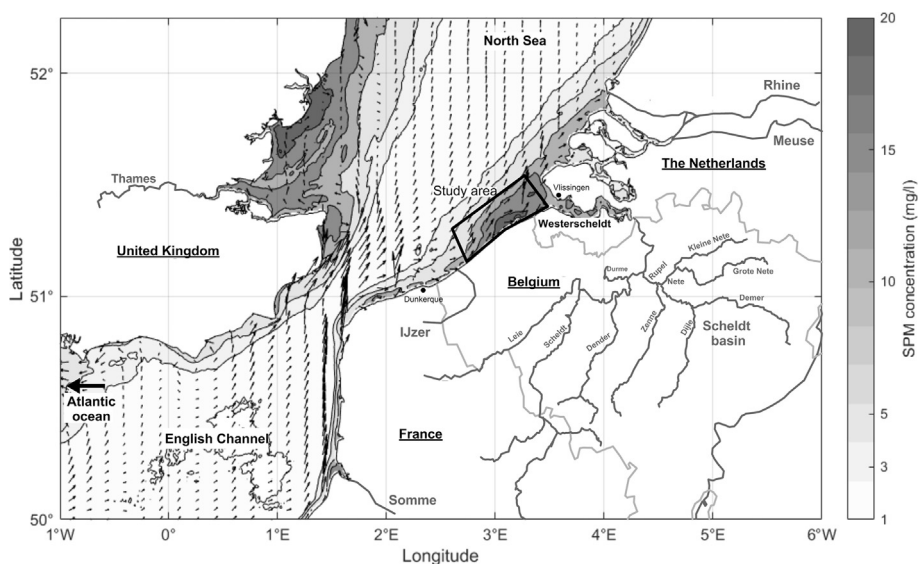 North Sea
52°
Rhine
Meuse
The Netherlands
Thames
Study area
Vlissingen
Westerscheldt
United Kingdom
Kleine Nete
Belgium
Durme
Rupel
Grote Nete
Nete
51°
Dunkerque
Demer
IJzer
Leie
Scheldt
Dender
Zenne
Dijle
Scheldt
basin
Atlantic
ocean
English Channel
France
Somme
50°
1°W
0°
1°E
2°E
3°E
4°E
5°E
6°E
Longitude
Latitude
20
15
10
5
3
1
SPM concentration (mg/l)